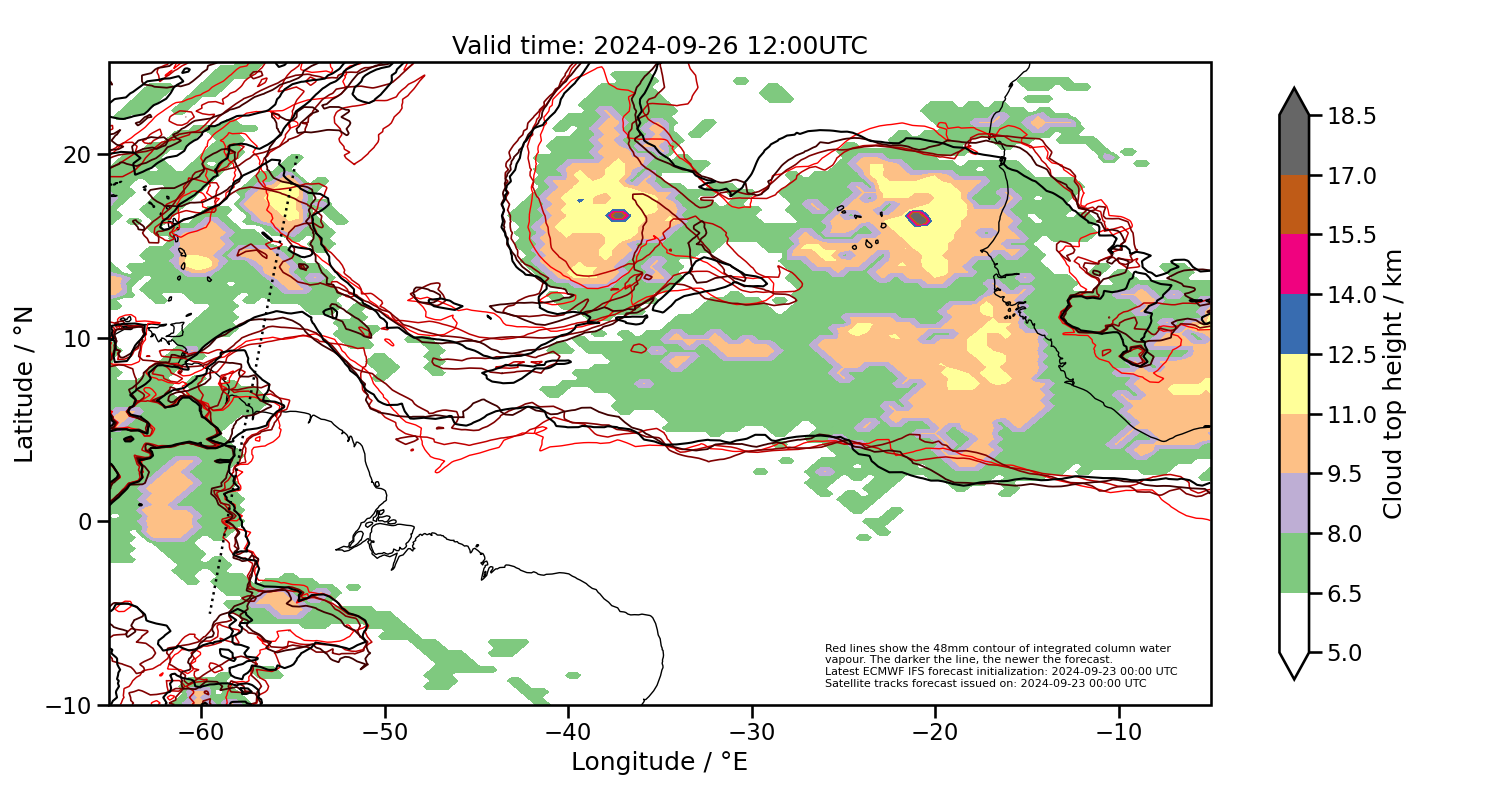 Valid time: 2024-09-26 12:00UTC
20
10
0
−10
Latitude / °N
−60
−50
−40
−30
−20
−10
Longitude / °E
Red lines show the 48mm contour of integrated column water
vapour. The darker the line, the newer the forecast.
Latest ECMWF IFS forecast initialization: 2024-09-23 00:00 UTC
Satellite tracks forecast issued on: 2024-09-23 00:00 UTC
18.5
17.0
15.5
14.0
12.5
11.0
9.5
8.0
6.5
5.0
Cloud top height / km